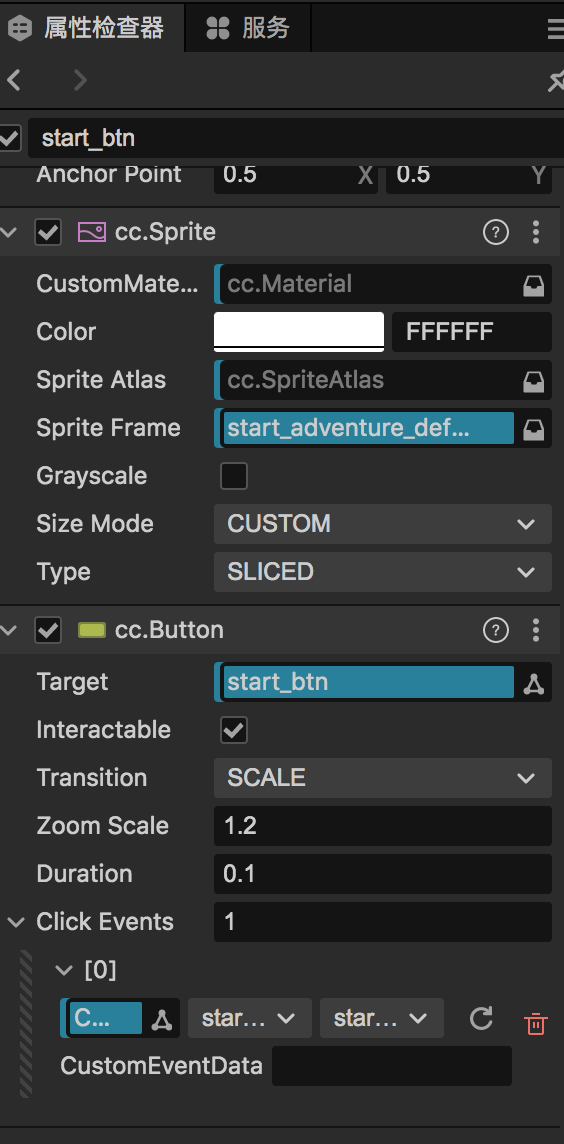 属性检查器 服务
start_btn
Anchor Point 0.5 X 0.5 Y
cc.Sprite ?
CustomMate... cc.Material
Color FFFFFF
Sprite Atlas cc.SpriteAtlas
Sprite Frame start_adventure_def...
Grayscale
Size Mode CUSTOM
Type SLICED
cc.Button ?
Target start_btn
Interactable
Transition SCALE
Zoom Scale 1.2
Duration 0.1
Click Events 1
[0]
C... star... star...
CustomEventData